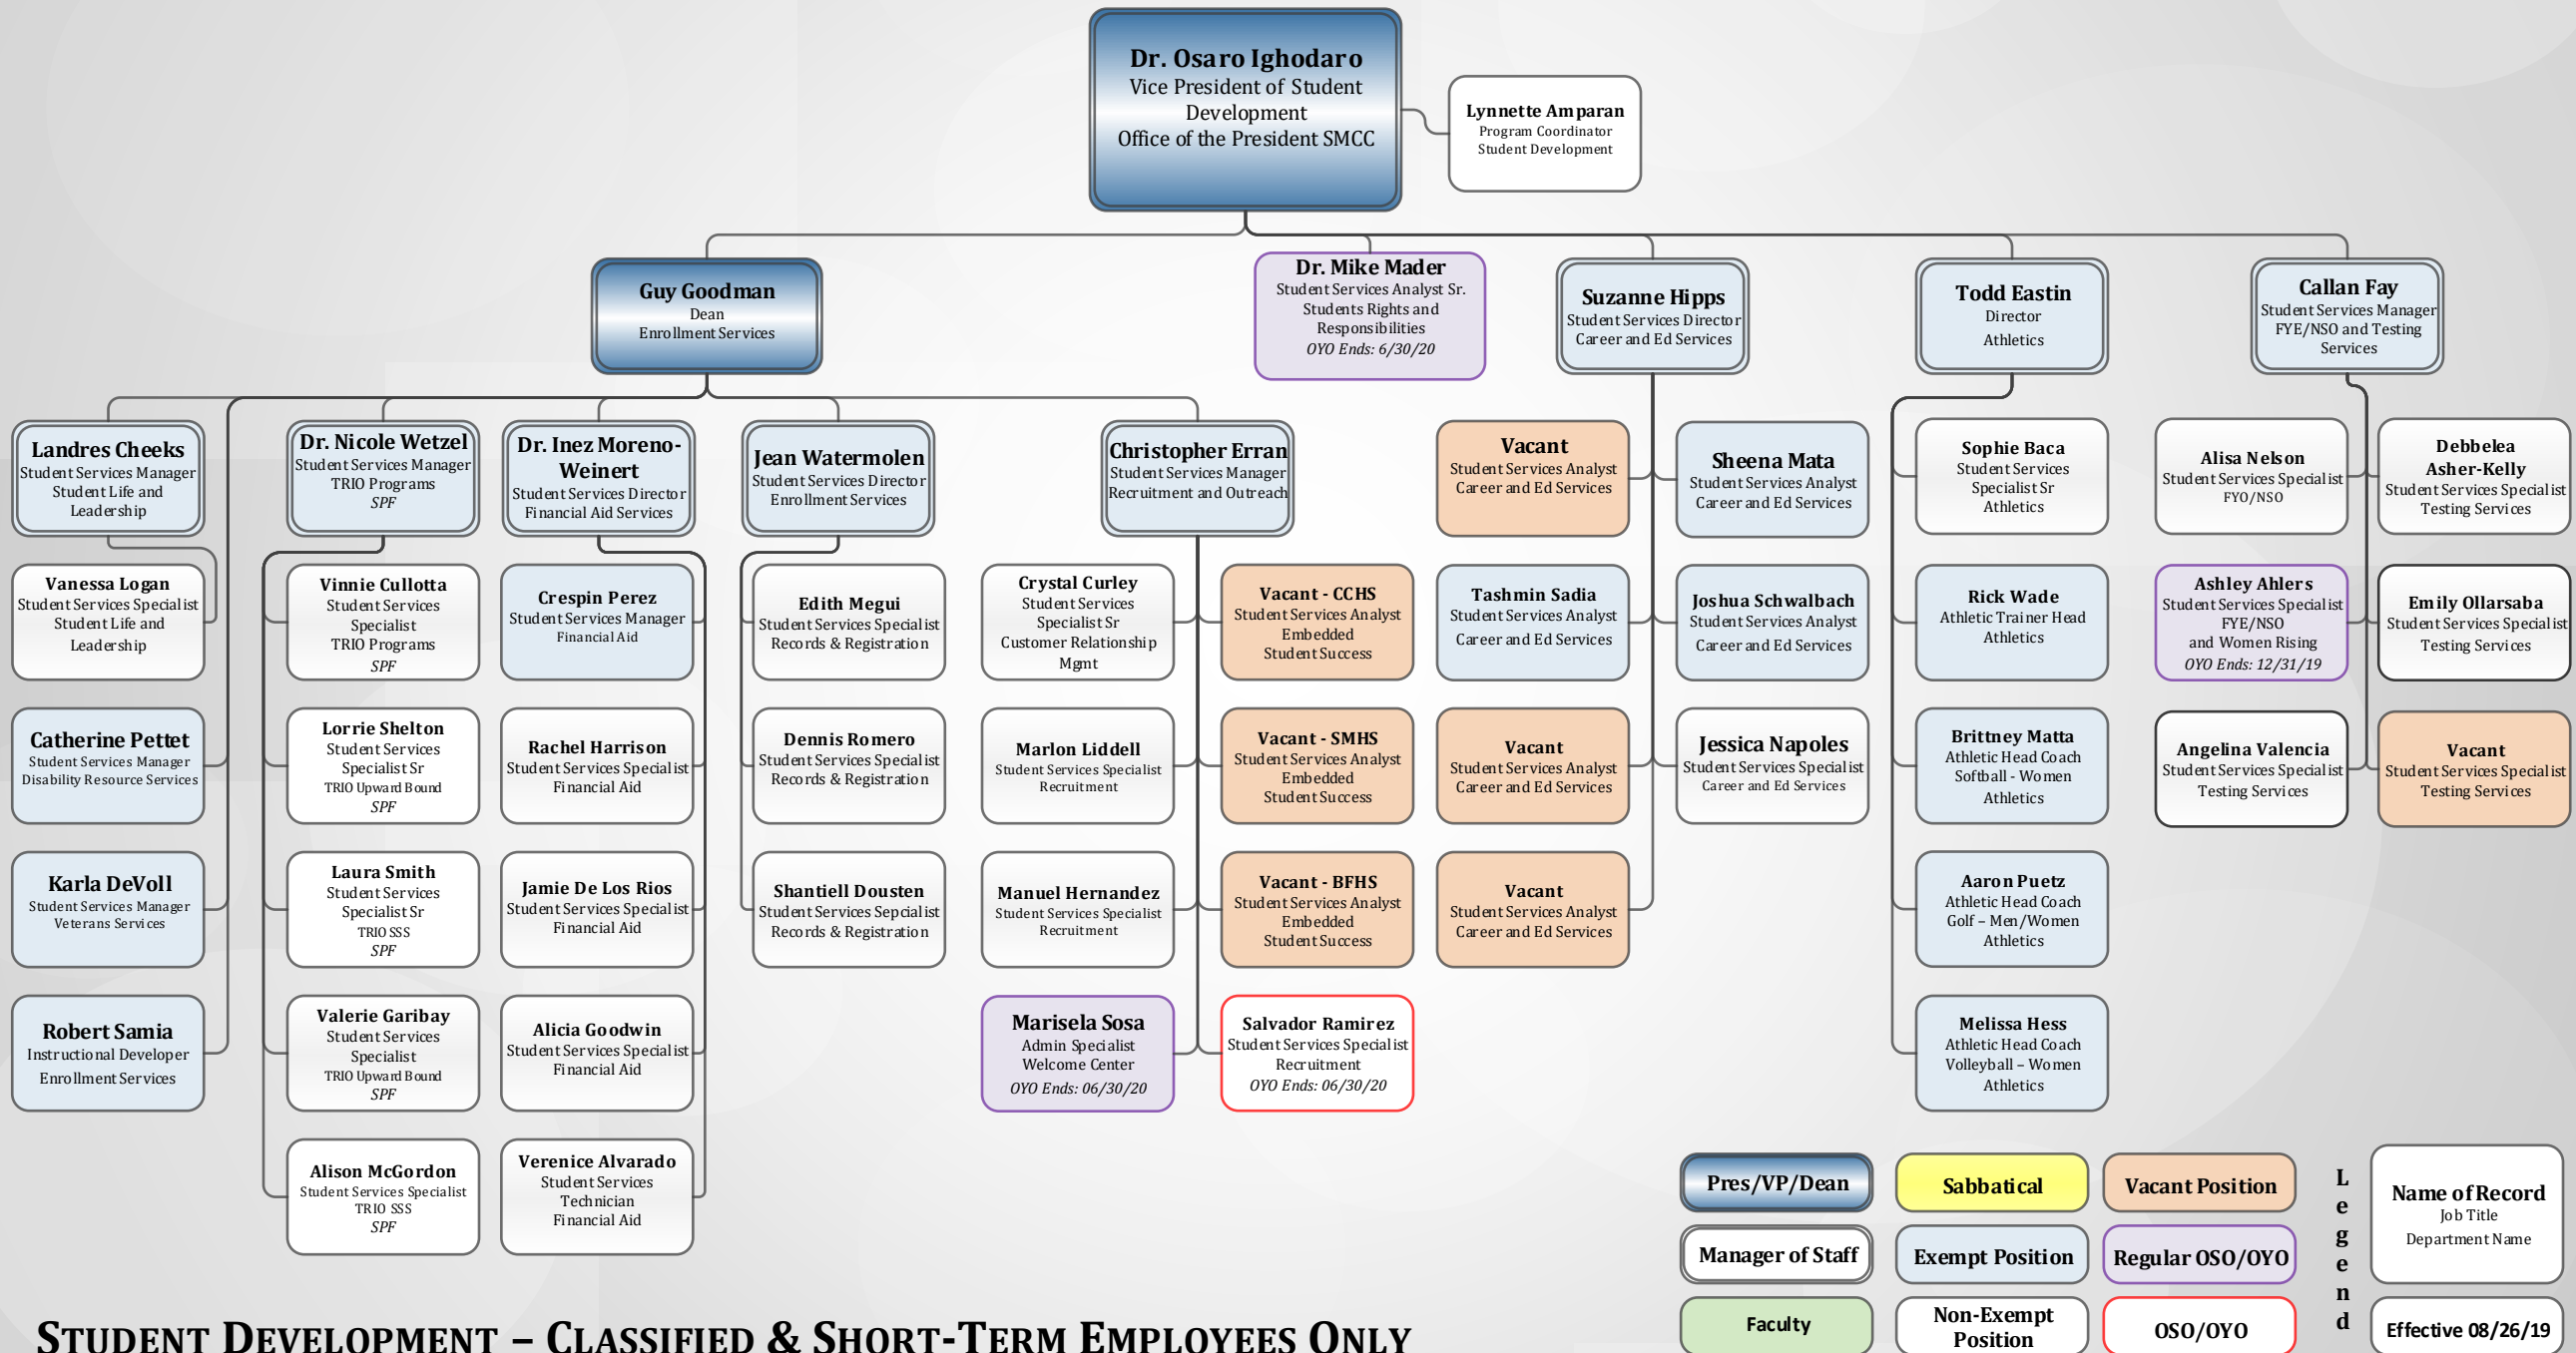 Dr. Osaro Ighodaro
Vice President of Student
Development
Office of the President SMCC
Lynnette Amparan
Program Coordinator
Student Development
Guy Goodman
Dean
Enrollment Services
Dr. Mike Mader
Student Services Analyst Sr.
Students Rights and
Responsibilities
OYO Ends: 6/30/20
Suzanne Hipps
Student Services Director
Career and Ed Services
Todd Eastin
Director
Athletics
Callan Fay
Student Services Manager
FYE/NSO and Testing
Services
Landres Cheeks
Student Services Manager
Student Life and
Leadership
Dr. Nicole Wetzel
Student Services Manager
TRIO Programs
SPF
Dr. Inez Moreno-
Weinert
Student Services Director
Financial Aid Services
Jean Watermolen
Student Services Director
Enrollment Services
Christopher Erran
Student Services Manager
Recruitment and Outreach
Vacant
Student Services Analyst
Career and Ed Services
Sheena Mata
Student Services Analyst
Career and Ed Services
Sophie Baca
Student Services
Specialist Sr
Athletics
Alisa Nelson
Student Services Specialist
FYO/NSO
Debbelea
Asher-Kelly
Student Services Specialist
Testing Services
Vanessa Logan
Student Services Specialist
Student Life and
Leadership
Vinnie Cullotta
Student Services
Specialist
TRIO Programs
SPF
Crespin Perez
Student Services Manager
Financial Aid
Edith Megui
Student Services Specialist
Records & Registration
Crystal Curley
Student Services
Specialist Sr
Customer Relationship
Mgmt
Vacant - CCHS
Student Services Analyst
Embedded
Student Success
Tashmin Sadia
Student Services Analyst
Career and Ed Services
Joshua Schwalbach
Student Services Analyst
Career and Ed Services
Rick Wade
Athletic Trainer Head
Athletics
Ashley Ahlers
Student Services Specialist
FYE/NSO
and Women Rising
OYO Ends: 12/31/19
Emily Ollarsaba
Student Services Specialist
Testing Services
Catherine Pettet
Student Services Manager
Disability Resource Services
Lorrie Shelton
Student Services
Specialist Sr
TRIO Upward Bound
SPF
Rachel Harrison
Student Services Specialist
Financial Aid
Dennis Romero
Student Services Specialist
Records & Registration
Marlon Liddell
Student Services Specialist
Recruitment
Vacant - SMHS
Student Services Analyst
Embedded
Student Success
Vacant
Student Services Analyst
Career and Ed Services
Jessica Napoles
Student Services Specialist
Career and Ed Services
Brittney Matta
Athletic Head Coach
Softball - Women
Athletics
Angelina Valencia
Student Services Specialist
Testing Services
Vacant
Student Services Specialist
Testing Services
Karla DeVoll
Student Services Manager
Veterans Services
Laura Smith
Student Services
Specialist Sr
TRIO SSS
SPF
Jamie De Los Rios
Student Services Specialist
Financial Aid
Shantiell Dousten
Student Services Sepcialist
Records & Registration
Manuel Hernandez
Student Services Specialist
Recruitment
Vacant - BFHS
Student Services Analyst
Embedded
Student Success
Vacant
Student Services Analyst
Career and Ed Services
Aaron Puetz
Athletic Head Coach
Golf – Men/Women
Athletics
Robert Samia
Instructional Developer
Enrollment Services
Valerie Garibay
Student Services
Specialist
TRIO Upward Bound
SPF
Alicia Goodwin
Student Services Specialist
Financial Aid
Marisela Sosa
Admin Specialist
Welcome Center
OYO Ends: 06/30/20
Salvador Ramirez
Student Services Specialist
Recruitment
OYO Ends: 06/30/20
Melissa Hess
Athletic Head Coach
Volleyball – Women
Athletics
Alison McGordon
Student Services Specialist
TRIO SSS
SPF
Verenice Alvarado
Student Services
Technician
Financial Aid
Pres/VP/Dean
Sabbatical
Vacant Position
Manager of Staff
Exempt Position
Regular OSO/OYO
Faculty
Non-Exempt
Position
OSO/OYO
Legend
Name of Record
Job Title
Department Name
Effective 08/26/19
STUDENT DEVELOPMENT – CLASSIFIED & SHORT-TERM EMPLOYEES ONLY